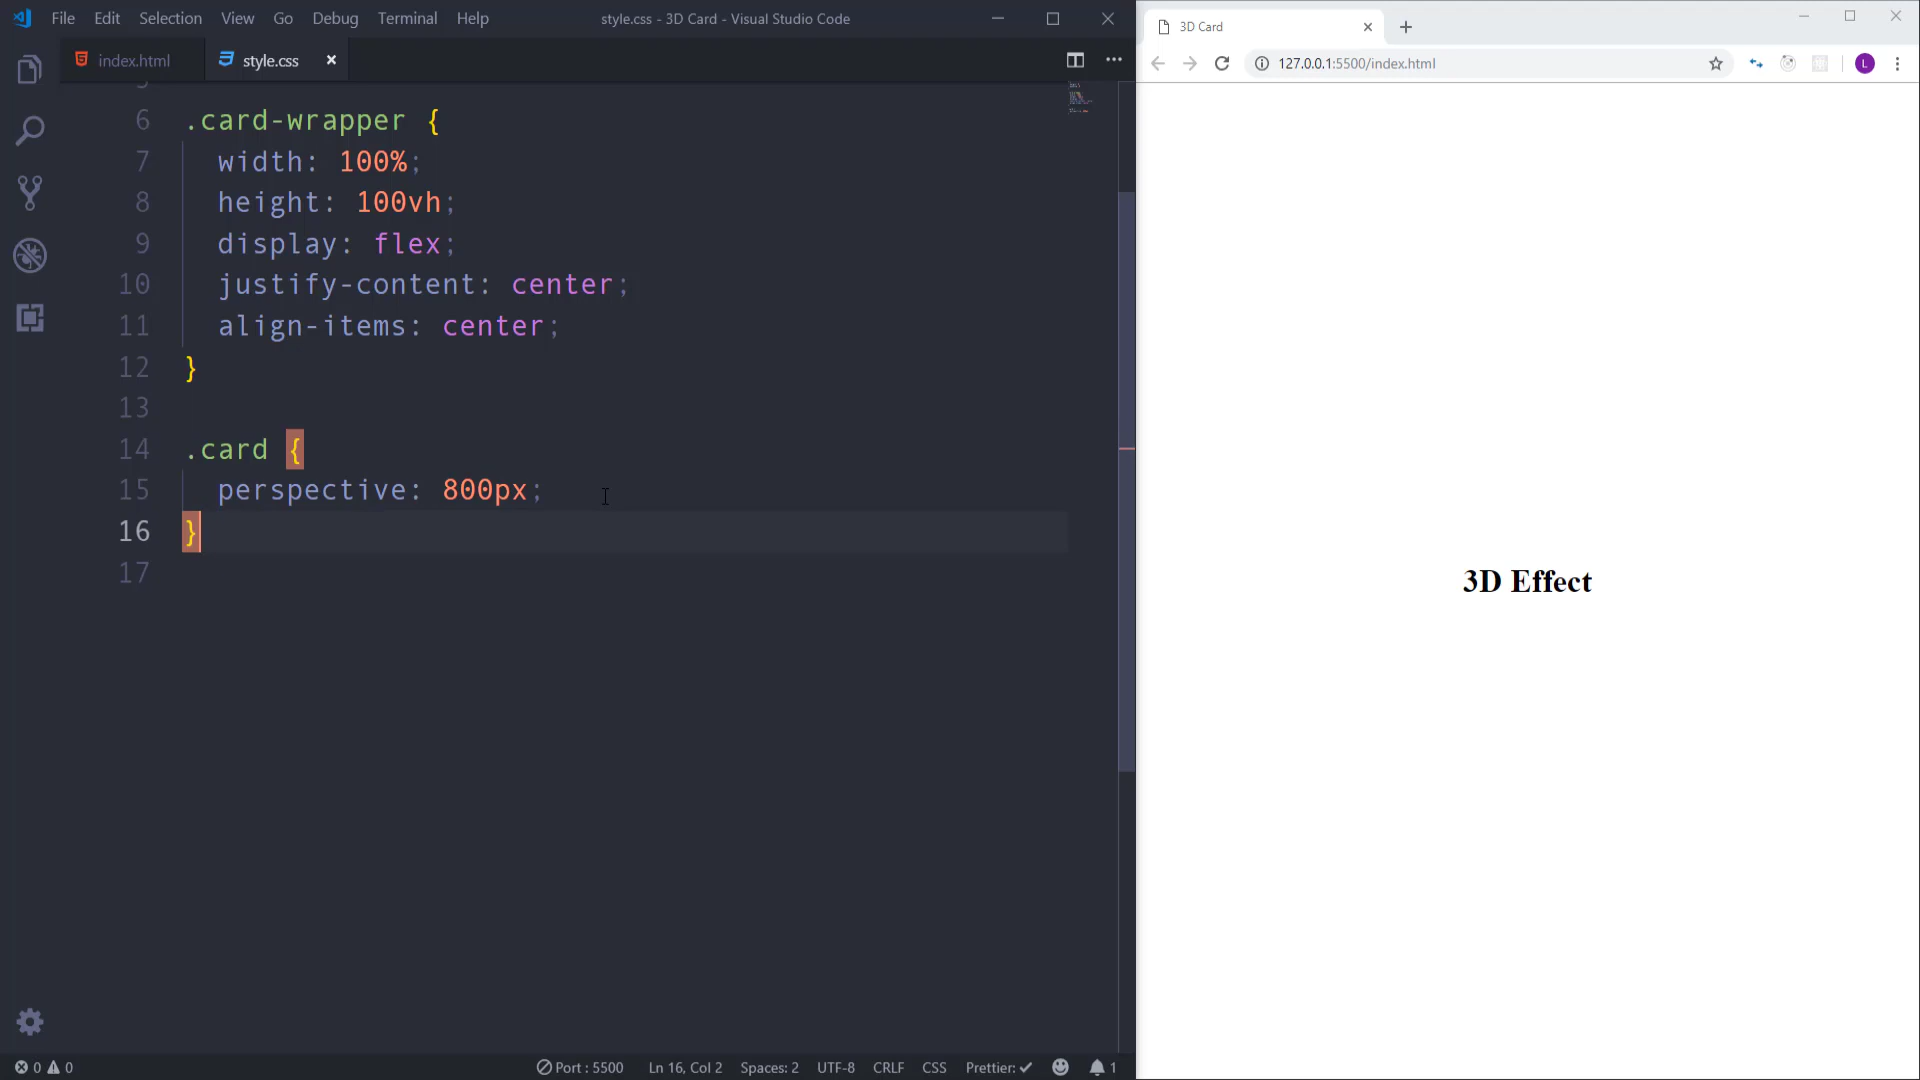 File Edit Selection View Go Debug Terminal Help
style.css - 3D Card - Visual Studio Code
index.html
style.css
6 .card-wrapper {
7 width: 100%;
8 height: 100vh;
9 display: flex;
10 justify-content: center;
11 align-items: center;
12 }
13
14 .card {
15 perspective: 800px;
16 }
17
0 0
Port : 5500 Ln 16, Col 2 Spaces: 2 UTF-8 CRLF CSS Prettier: 1
3D Card
127.0.0.1:5500/index.html
L
3D Effect